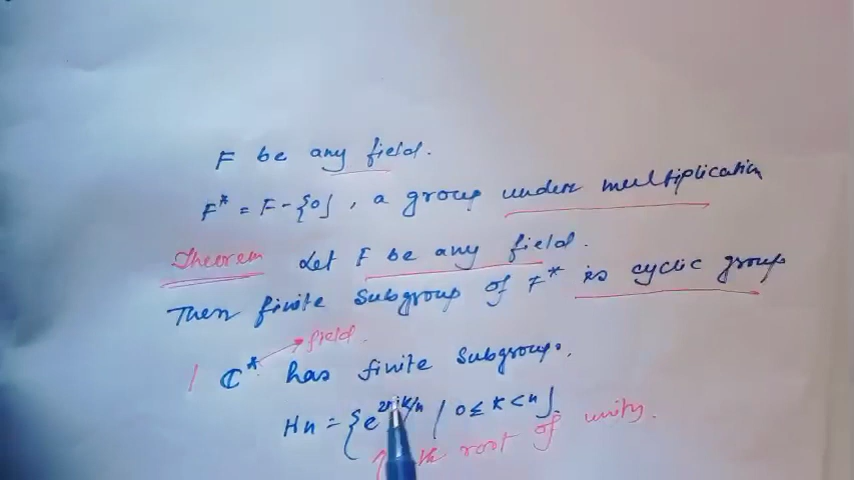 F be any field.
F* = F - {0}, a group under multiplication
Theorem Let F be any field.
Then finite subgroup of F* is cyclic group
field.
1 ℂ* has finite subgroup.
Hn = {e^2πik/n / 0 ≤ k < n}
th root of unity.